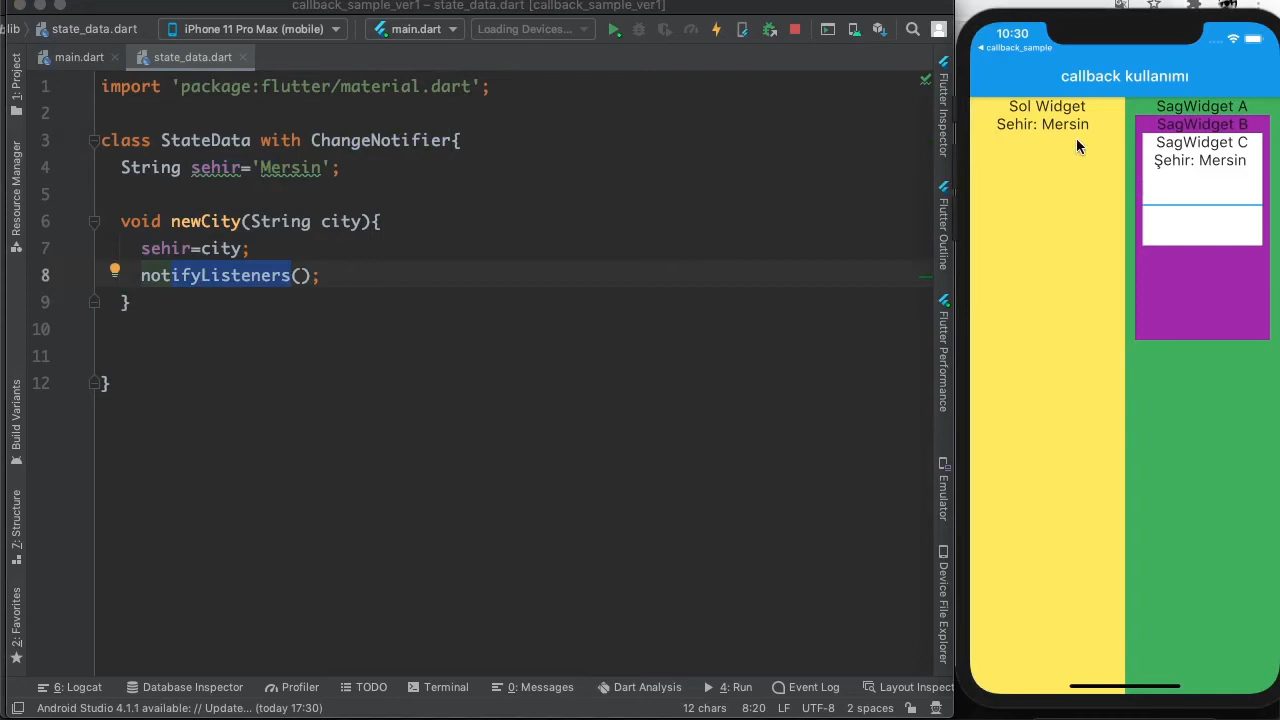 callback_sample_ver1 – state_data.dart [callback_sample_ver1]
lib
state_data.dart
iPhone 11 Pro Max (mobile)
main.dart
Loading Devices...
main.dart
state_data.dart
1 import 'package:flutter/material.dart';
2
3 class StateData with ChangeNotifier{
4 String sehir='Mersin';
5
6 void newCity(String city){
7 sehir=city;
8 notifyListeners();
9 }
10
11
12 }
1: Project
Resource Manager
Build Variants
7: Structure
2: Favorites
Flutter Inspector
Flutter Outline
Flutter Performance
Emulator
Device File Explorer
6: Logcat
Database Inspector
Profiler
TODO
Terminal
0: Messages
Dart Analysis
4: Run
Event Log
Layout Inspect
Android Studio 4.1.1 available: // Update... (today 17:30)
12 chars
8:20
LF
UTF-8
2 spaces
10:30
callback_sample
callback kullanımı
Sol Widget
Sehir: Mersin
SagWidget A
SagWidget B
SagWidget C
Şehir: Mersin